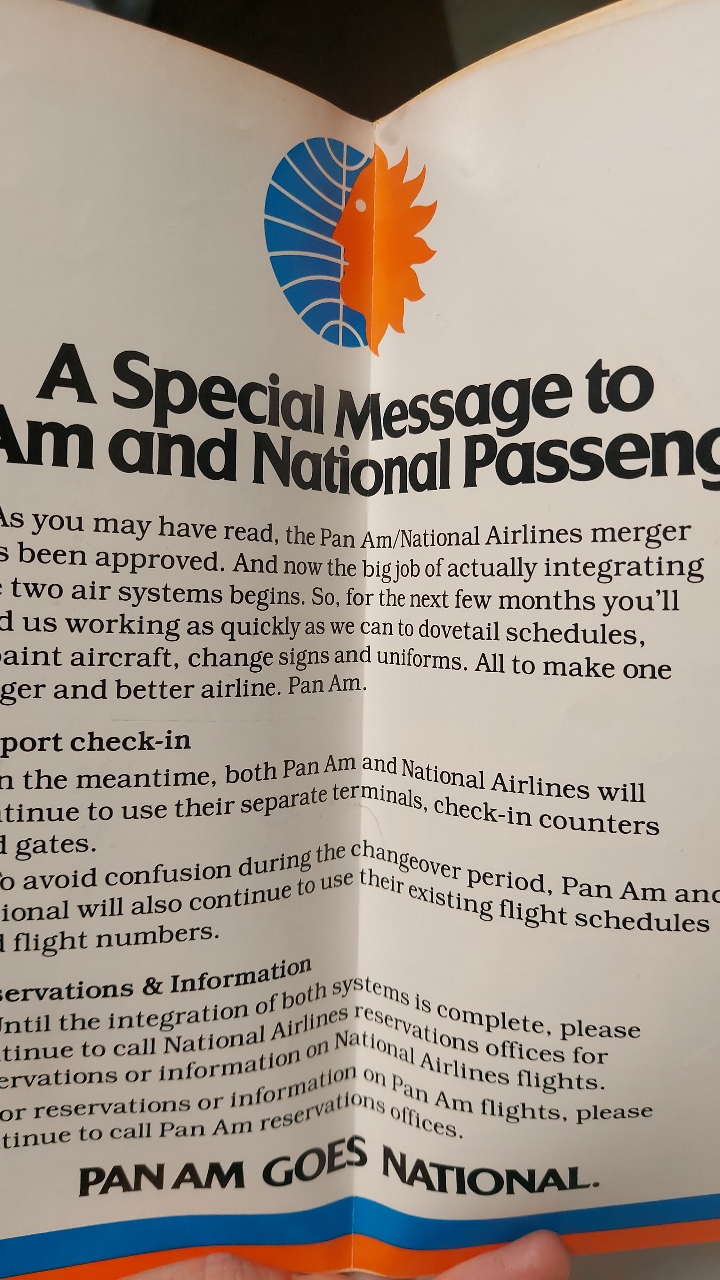 A Special Message to
Am and National Passeng
As you may have read, the Pan Am/National Airlines merger
s been approved. And now the big job of actually integrating
e two air systems begins. So, for the next few months you'll
d us working as quickly as we can to dovetail schedules,
paint aircraft, change signs and uniforms. All to make one
ger and better airline. Pan Am.
port check-in
n the meantime, both Pan Am and National Airlines will
tinue to use their separate terminals, check-in counters
d gates.
To avoid confusion during the changeover period, Pan Am and
ional will also continue to use their existing flight schedules
d flight numbers.
servations & Information
Until the integration of both systems is complete, please
tinue to call National Airlines reservations offices for
ervations or information on National Airlines flights.
or reservations or information on Pan Am flights, please
tinue to call Pan Am reservations offices.
PAN AM GOES NATIONAL.